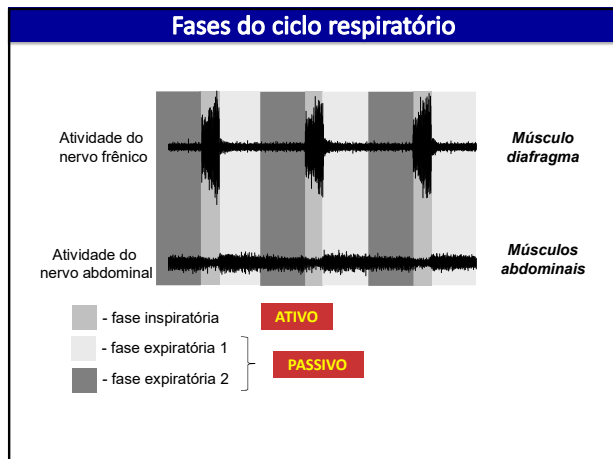 Fases do ciclo respiratório
Atividade do
nervo frênico
Músculo
diafragma
Atividade do
nervo abdominal
Músculos
abdominais
- fase inspiratória
ATIVO
- fase expiratória 1
PASSIVO
- fase expiratória 2